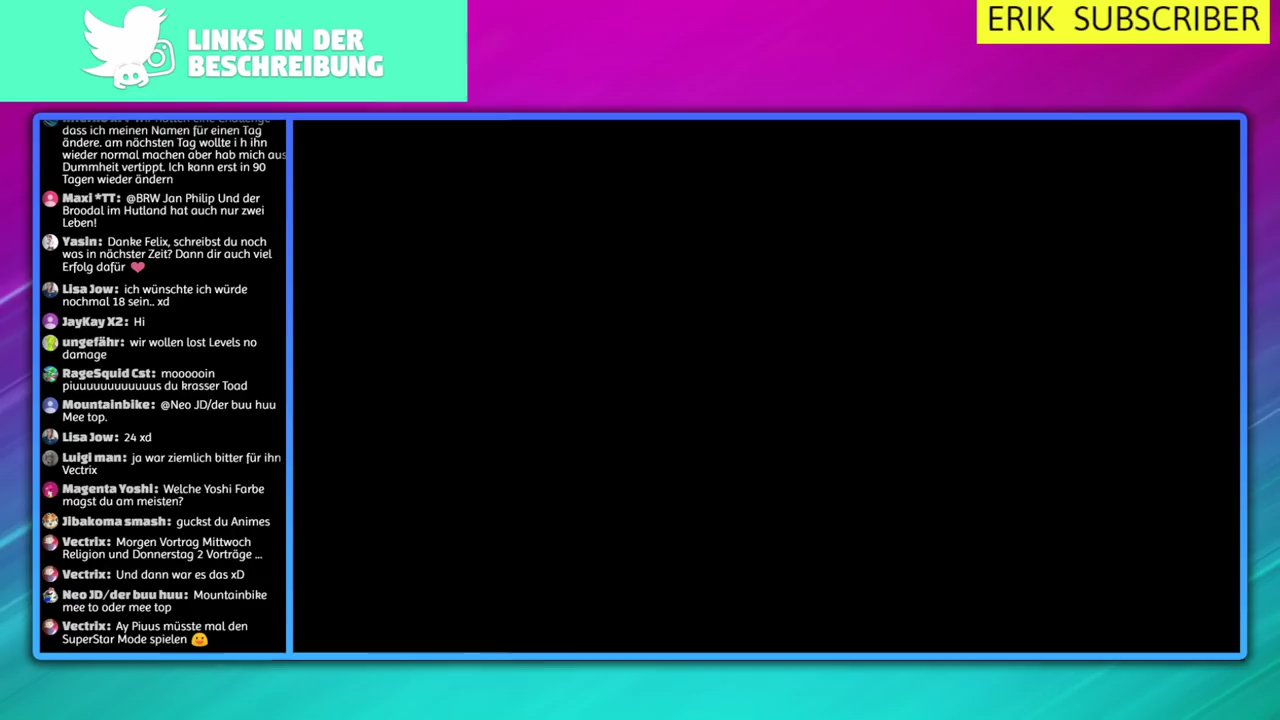 LINKS IN DER
BESCHREIBUNG
ERIK SUBSCRIBER
dass ich meinen Namen für einen Tag
ändere. am nächsten Tag wollte i h ihn
wieder normal machen aber hab mich aus
Dummheit vertippt. Ich kann erst in 90
Tagen wieder ändern
Maxi *TT: @BRW Jan Philip Und der
Broodal im Hutland hat auch nur zwei
Leben!
Yasin: Danke Felix, schreibst du noch
was in nächster Zeit? Dann dir auch viel
Erfolg dafür
Lisa Jow: ich wünschte ich würde
nochmal 18 sein.. xd
JayKay X2: Hi
ungefähr: wir wollen lost Levels no
damage
RageSquid Cst: moooooin
piuuuuuuuuuuus du krasser Toad
Mountainbike: @Neo JD/der buu huu
Mee top.
Lisa Jow: 24 xd
Luigi man: ja war ziemlich bitter für ihn
Vectrix
Magenta Yoshi: Welche Yoshi Farbe
magst du am meisten?
Jibakoma smash: guckst du Animes
Vectrix: Morgen Vortrag Mittwoch
Religion und Donnerstag 2 Vorträge ...
Vectrix: Und dann war es das xD
Neo JD/der buu huu: Mountainbike
mee to oder mee top
Vectrix: Ay Piuus müsste mal den
SuperStar Mode spielen